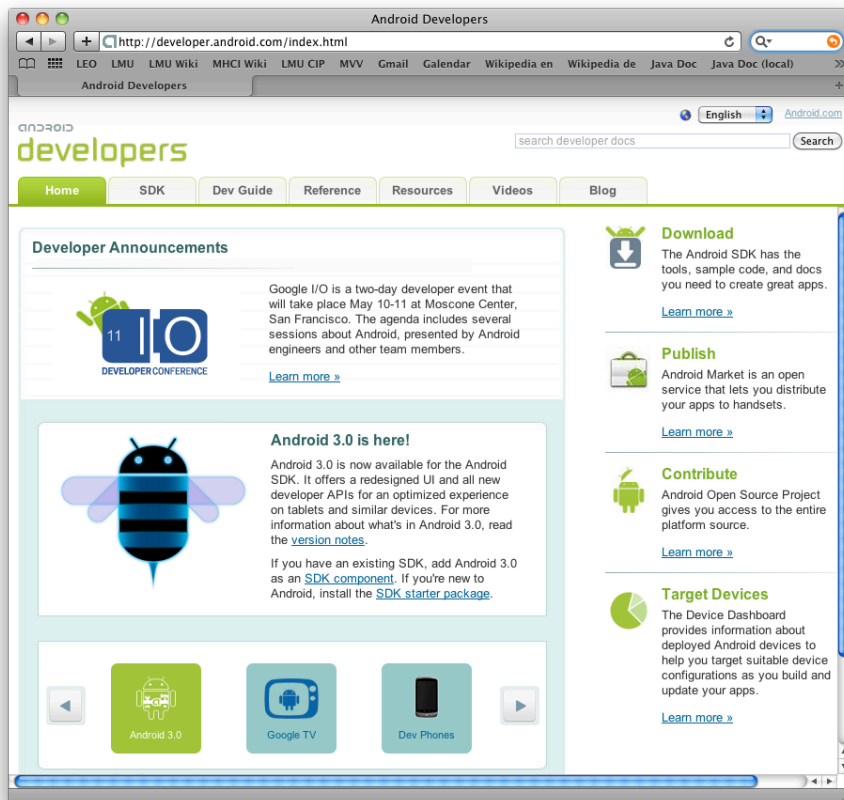 Android Developers
http://developer.android.com/index.html
LEO LMU LMU Wiki MHCI Wiki LMU CIP MVV Gmail Galendar Wikipedia en Wikipedia de Java Doc Java Doc (local) »
Android Developers
English Android.com
ANDROID
developers
search developer docs Search
Home SDK Dev Guide Reference Resources Videos Blog
Developer Announcements
11 IO
DEVELOPER CONFERENCE
Google I/O is a two-day developer event that
will take place May 10-11 at Moscone Center,
San Francisco. The agenda includes several
sessions about Android, presented by Android
engineers and other team members.
Learn more »
Android 3.0 is here!
Android 3.0 is now available for the Android
SDK. It offers a redesigned UI and all new
developer APIs for an optimized experience
on tablets and similar devices. For more
information about what's in Android 3.0, read
the version notes.
If you have an existing SDK, add Android 3.0
as an SDK component. If you're new to
Android, install the SDK starter package.
Android 3.0
Google TV
Dev Phones
Download
The Android SDK has the
tools, sample code, and docs
you need to create great apps.
Learn more »
Publish
Android Market is an open
service that lets you distribute
your apps to handsets.
Learn more »
Contribute
Android Open Source Project
gives you access to the entire
platform source.
Learn more »
Target Devices
The Device Dashboard
provides information about
deployed Android devices to
help you target suitable device
configurations as you build and
update your apps.
Learn more »